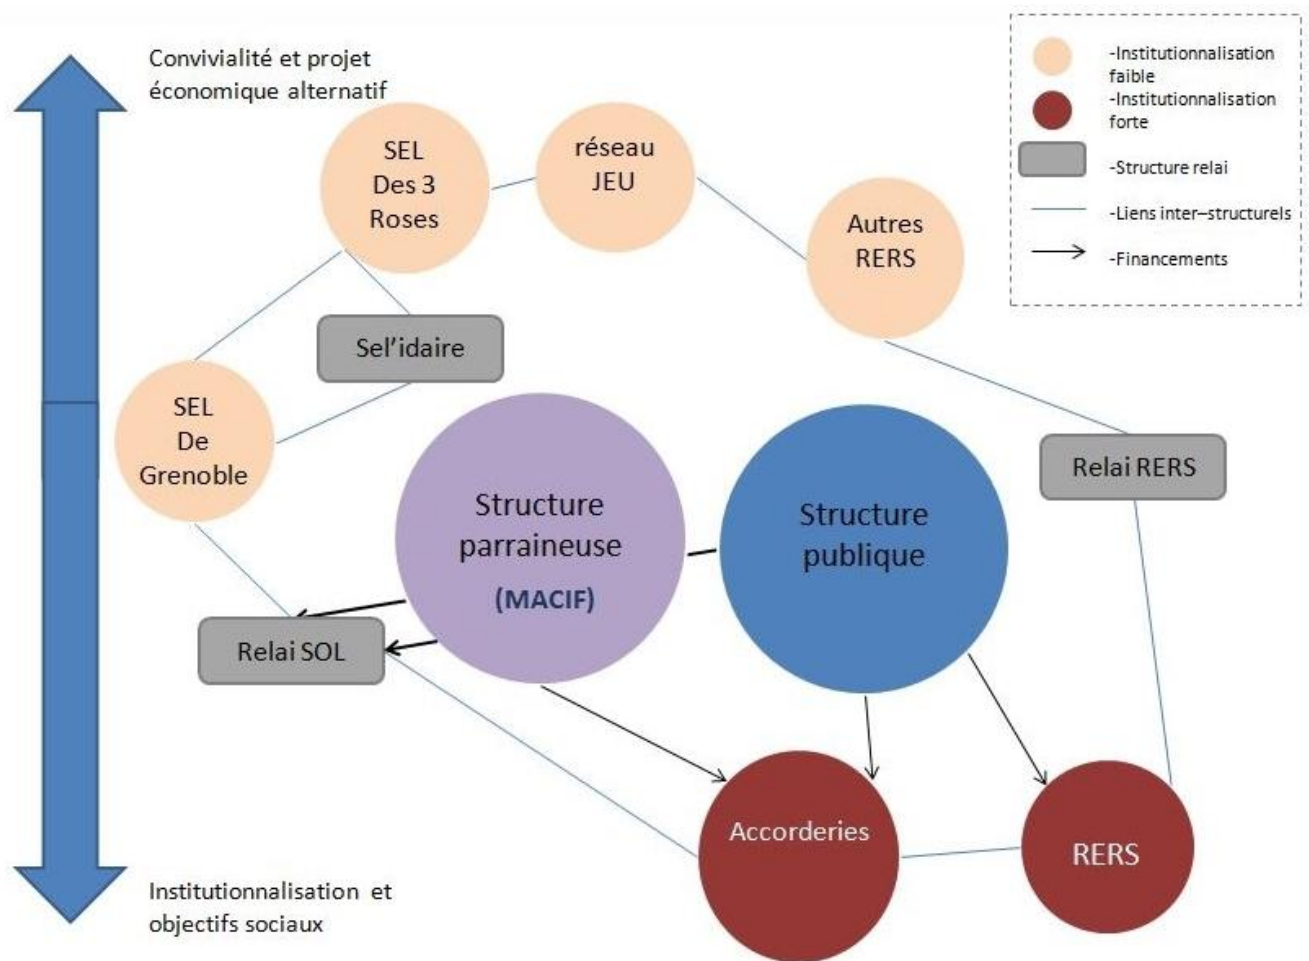 Convivialité et projet
économique alternatif
SEL
Des 3
Roses
réseau
JEU
Autres
RERS
-Institutionnalisation
faible
-Institutionnalisation
forte
-Structure relai
-Liens inter–structurels
-Financements
Sel’idaire
SEL
De
Grenoble
Relai RERS
Structure
parraineuse
(MACIF)
Structure
publique
Relai SOL
Accorderies
RERS
Institutionnalisation et
objectifs sociaux